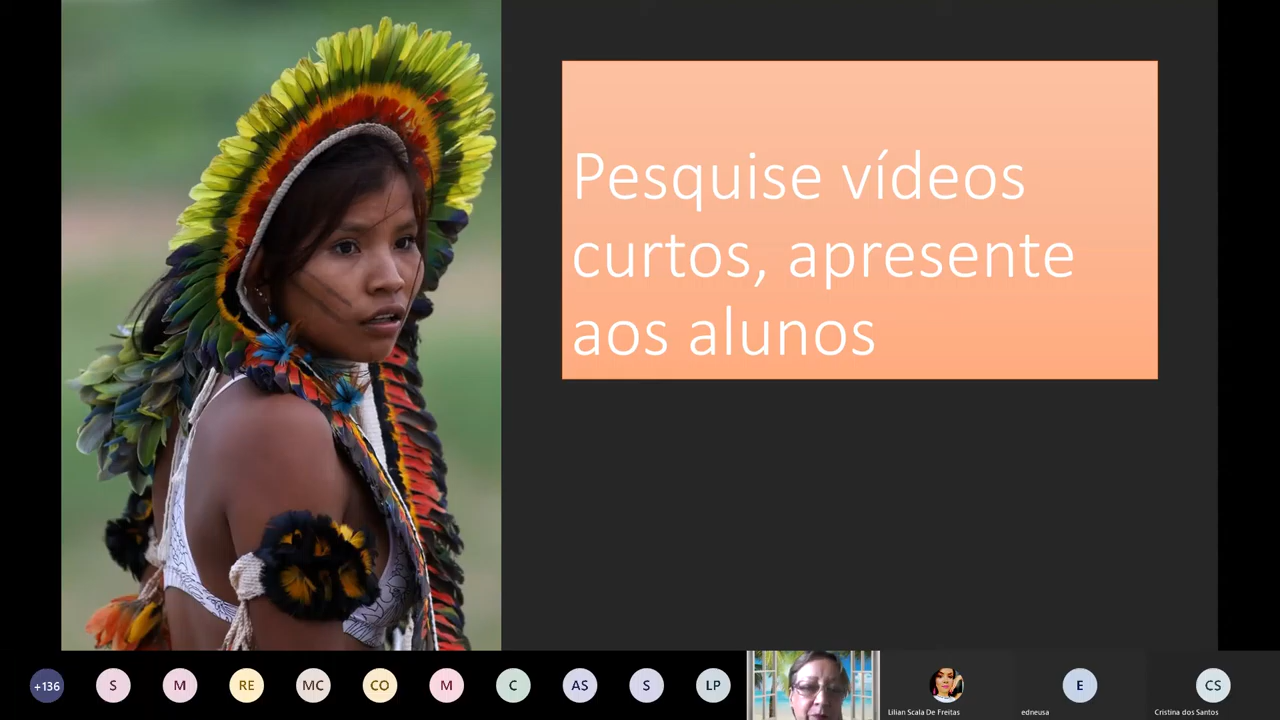 Pesquise vídeos
curtos, apresente
aos alunos
+136
S
M
RE
MC
CO
M
C
AS
S
LP
E
CS
Lilian Scala De Freitas
edneusa
Cristina dos Santos